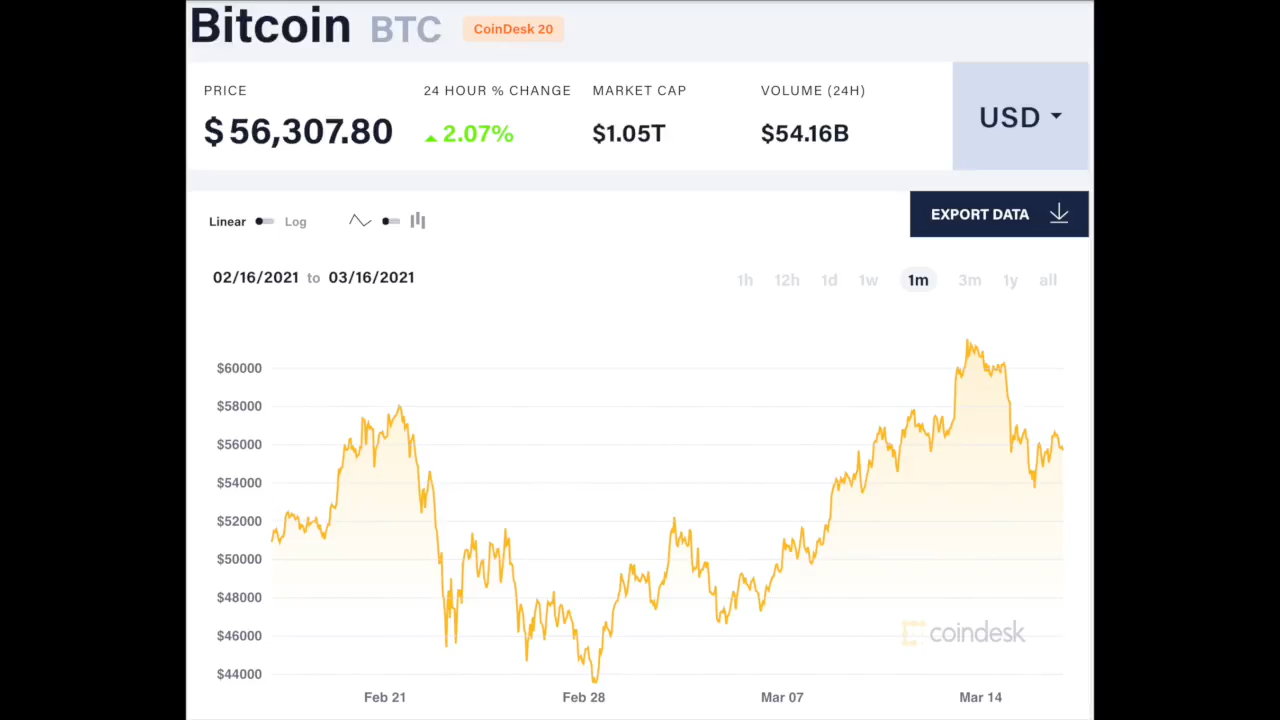 Bitcoin BTC CoinDesk 20
PRICE 24 HOUR % CHANGE MARKET CAP VOLUME (24H)
$56,307.80 2.07% $1.05T $54.16B USD
Linear Log EXPORT DATA
02/16/2021 to 03/16/2021 1h 12h 1d 1w 1m 3m 1y all
$60000
$58000
$56000
$54000
$52000
$50000
$48000
$46000
coindesk
$44000
Feb 21 Feb 28 Mar 07 Mar 14